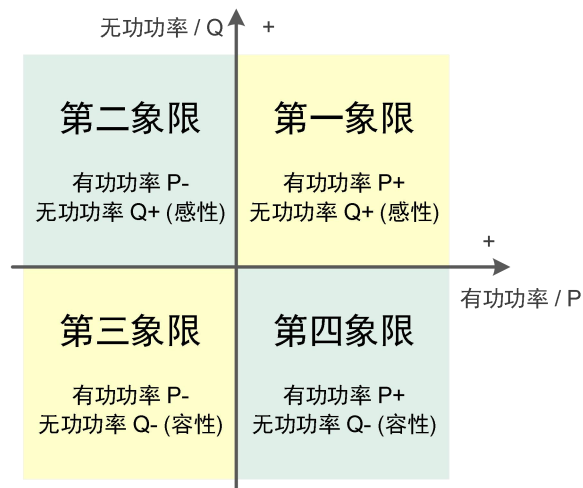 无功功率 / Q
+
第二象限
有功功率 P-
无功功率 Q+ (感性)
第一象限
有功功率 P+
无功功率 Q+ (感性)
+
有功功率 / P
第三象限
有功功率 P-
无功功率 Q- (容性)
第四象限
有功功率 P+
无功功率 Q- (容性)